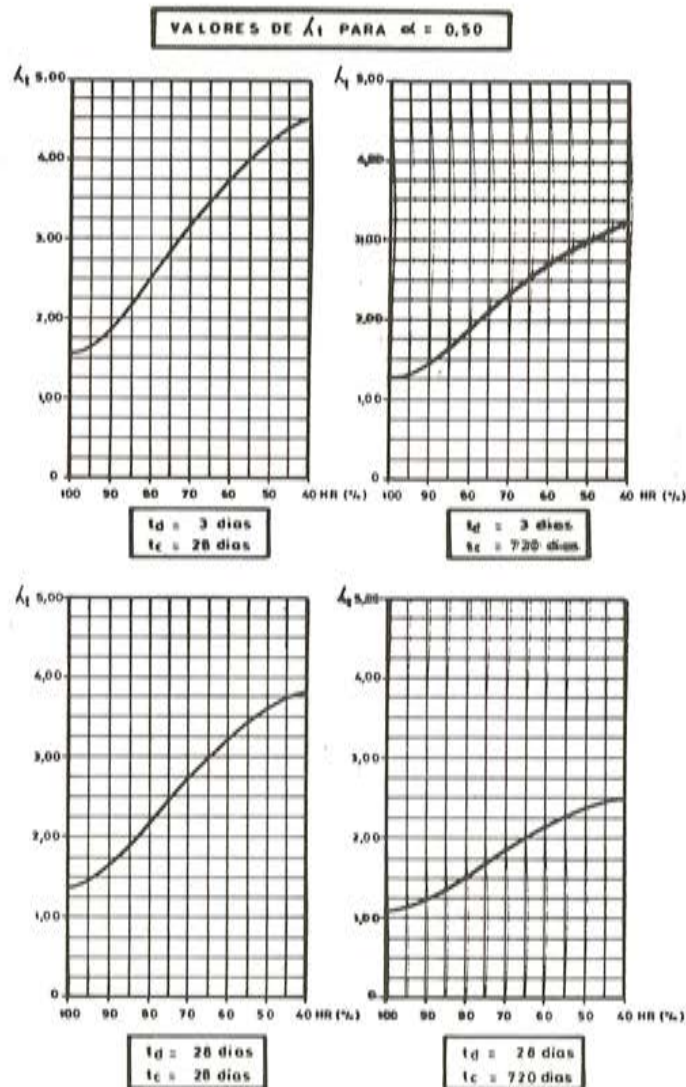 VALORES DE λt PARA α = 0,50
λt 5,00
4,00
3,00
2,00
1,00
0
100 90 80 70 60 50 40 HR (%)
td = 3 dias
tc = 28 dias
λt 5,00
4,00
3,00
2,00
1,00
0
100 90 80 70 60 50 40 HR (%)
td = 3 dias
tc = 720 dias
λt 5,00
4,00
3,00
2,00
1,00
0
100 90 80 70 60 50 40 HR (%)
td = 28 dias
tc = 28 dias
λt 5,00
4,00
3,00
2,00
1,00
0
100 90 80 70 60 50 40 HR (%)
td = 28 dias
tc = 720 dias